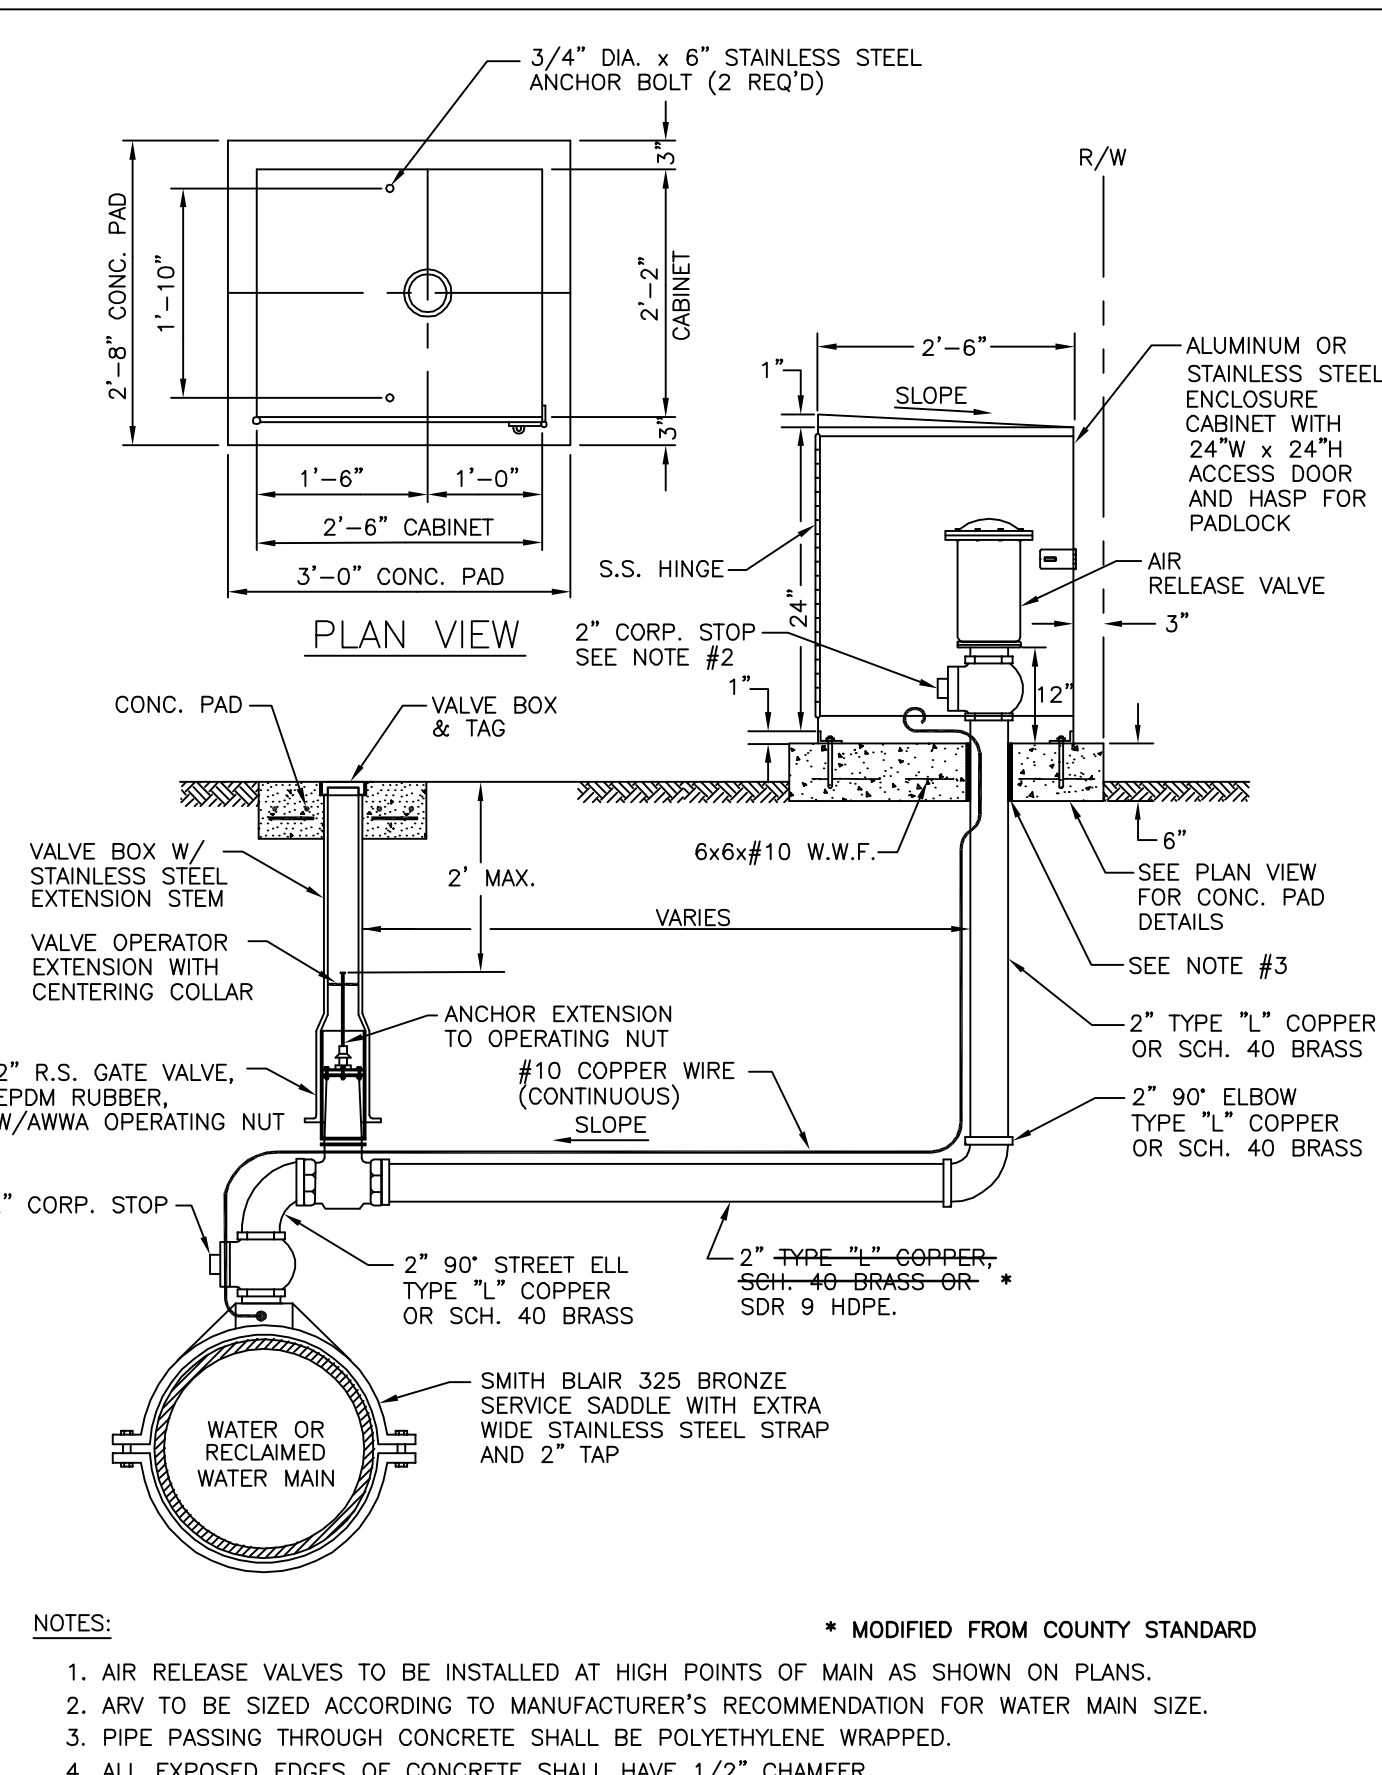 3/4" DIA. x 6" STAINLESS STEEL
ANCHOR BOLT (2 REQ'D)
3"
2'-8" CONC. PAD
1'-10"
2'-2"
CABINET
3"
1'-6"
1'-0"
2'-6" CABINET
3'-0" CONC. PAD
PLAN VIEW
R/W
2'-6"
1"
SLOPE
ALUMINUM OR
STAINLESS STEEL
ENCLOSURE
CABINET WITH
24"W x 24"H
ACCESS DOOR
AND HASP FOR
PADLOCK
S.S. HINGE
24"
AIR
RELEASE VALVE
3"
2" CORP. STOP
SEE NOTE #2
12"
1"
CONC. PAD
VALVE BOX
& TAG
VALVE BOX W/
STAINLESS STEEL
EXTENSION STEM
2' MAX.
6x6x#10 W.W.F.
6"
SEE PLAN VIEW
FOR CONC. PAD
DETAILS
VARIES
VALVE OPERATOR
EXTENSION WITH
CENTERING COLLAR
SEE NOTE #3
ANCHOR EXTENSION
TO OPERATING NUT
2" TYPE "L" COPPER
OR SCH. 40 BRASS
2" R.S. GATE VALVE,
EPDM RUBBER,
W/AWWA OPERATING NUT
#10 COPPER WIRE
(CONTINUOUS)
SLOPE
2" 90° ELBOW
TYPE "L" COPPER
OR SCH. 40 BRASS
" CORP. STOP
2" 90° STREET ELL
TYPE "L" COPPER
OR SCH. 40 BRASS
2" TYPE "L" COPPER,
SCH. 40 BRASS OR *
SDR 9 HDPE.
SMITH BLAIR 325 BRONZE
SERVICE SADDLE WITH EXTRA
WIDE STAINLESS STEEL STRAP
AND 2" TAP
WATER OR
RECLAIMED
WATER MAIN
NOTES:
* MODIFIED FROM COUNTY STANDARD
1. AIR RELEASE VALVES TO BE INSTALLED AT HIGH POINTS OF MAIN AS SHOWN ON PLANS.
2. ARV TO BE SIZED ACCORDING TO MANUFACTURER'S RECOMMENDATION FOR WATER MAIN SIZE.
3. PIPE PASSING THROUGH CONCRETE SHALL BE POLYETHYLENE WRAPPED.
4. ALL EXPOSED EDGES OF CONCRETE SHALL HAVE 1/2" CHAMFER